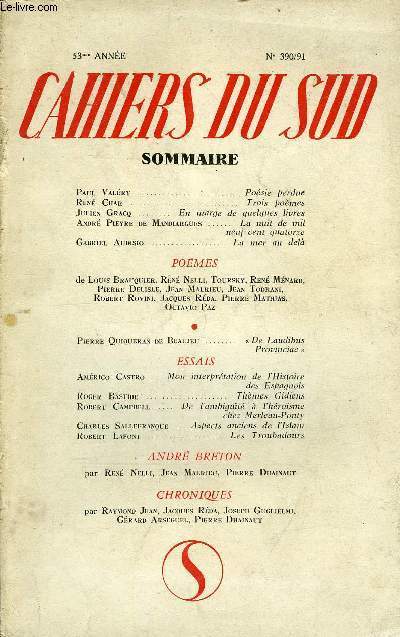 53me ANNÉE N° 390/91
CAHIERS DU SUD
SOMMAIRE
PAUL VALÉRY .................... Poésie perdue
RENÉ CHAR .................... Trois poèmes
JULIEN GRACQ ........ En marge de quelques livres
ANDRÉ PIEYRE DE MANDIARGUES ...... La nuit de mil
neuf cent quatorze
GABRIEL AUDISIO .................... La mer au delà
POÈMES
de LOUIS BRAUQUIER, RENÉ NELLI, TOURSKY, RENÉ MÉNARD,
PIERRE DELISLE, JEAN MALRIEU, JEAN TODRANI,
ROBERT ROVINI, JACQUES RÉDA, PIERRE MATHIAS,
OCTAVIO PAZ
PIERRE QUIQUERAN DE BEAUJEU ........ « De Laudibus
Provinciae »
ESSAIS
AMÉRICO CASTRO ... Mon interprétation de l'Histoire
des Espagnols
ROGER BASTIDE .................... Thèmes Gidiens
ROBERT CAMPBELL .... De l'ambiguïté à l'héroïsme
chez Merleau-Ponty
CHARLES SALLEFRANQUE .. Aspects anciens de l'Islam
ROBERT LAFONT .................... Les Troubadours
ANDRÉ BRETON
par RENÉ NELLI, JEAN MALRIEU, PIERRE DHAINAUT
CHRONIQUES
par RAYMOND JEAN, JACQUES RÉDA, JOSEPH GUGLIELMI,
GÉRARD ARSEGUEL, PIERRE DHAINAUT
S